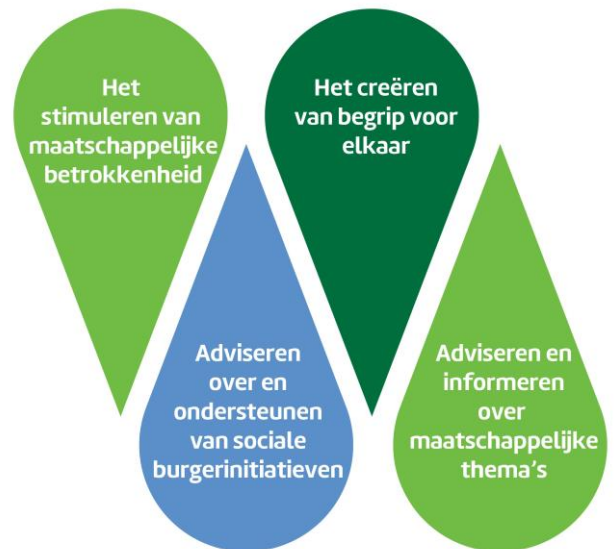 Het
stimuleren van
maatschappelijke
betrokkenheid
Het creëren
van begrip voor
elkaar
Adviseren
over en
ondersteunen
van sociale
burgerinitiatieven
Adviseren en
informeren
over
maatschappelijke
thema's